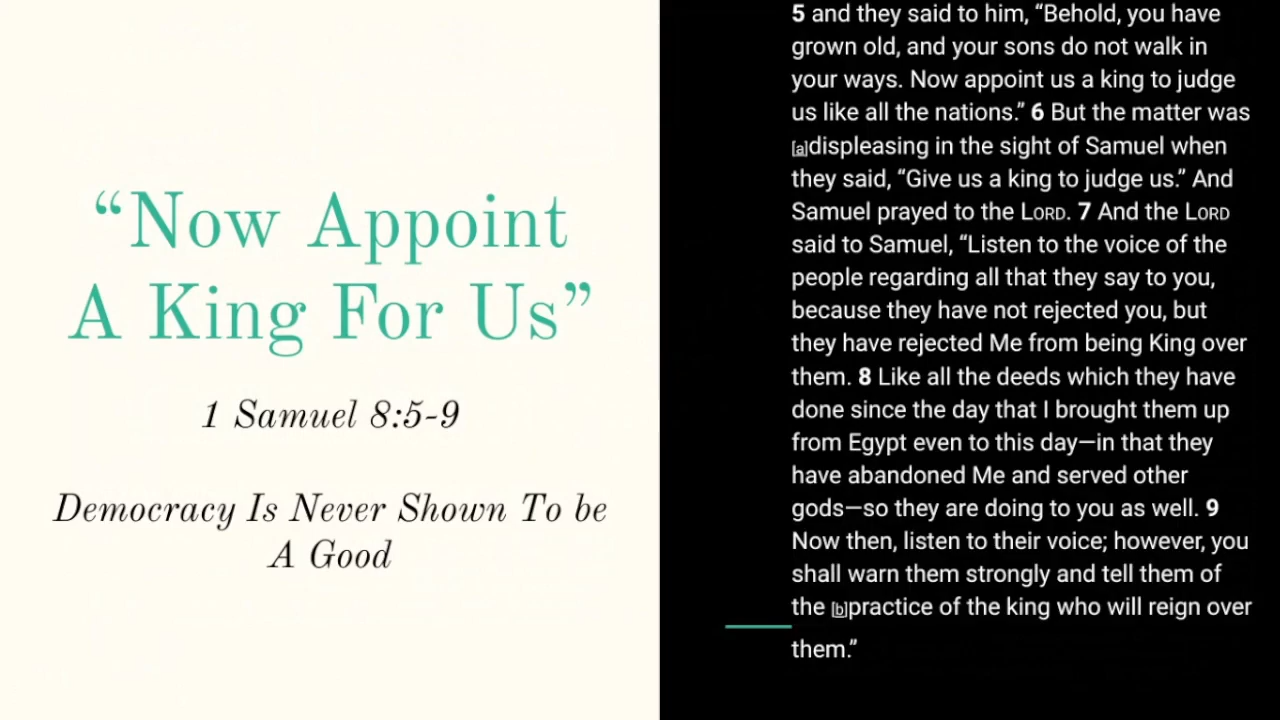 “Now Appoint
A King For Us”
1 Samuel 8:5-9
Democracy Is Never Shown To be
A Good
5 and they said to him, “Behold, you have
grown old, and your sons do not walk in
your ways. Now appoint us a king to judge
us like all the nations.” 6 But the matter was
[a]displeasing in the sight of Samuel when
they said, “Give us a king to judge us.” And
Samuel prayed to the LORD. 7 And the LORD
said to Samuel, “Listen to the voice of the
people regarding all that they say to you,
because they have not rejected you, but
they have rejected Me from being King over
them. 8 Like all the deeds which they have
done since the day that I brought them up
from Egypt even to this day—in that they
have abandoned Me and served other
gods—so they are doing to you as well. 9
Now then, listen to their voice; however, you
shall warn them strongly and tell them of
the [b]practice of the king who will reign over
them.”